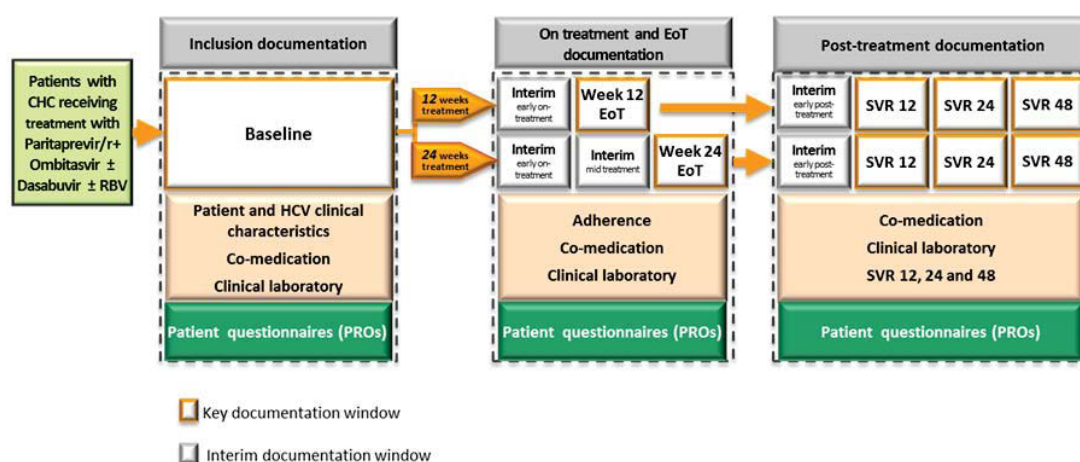 Inclusion documentation
On treatment and EoT
documentation
Post-treatment documentation
Patients with
CHC receiving
treatment with
Paritaprevir/r+
Ombitasvir ±
Dasabuvir ± RBV
Baseline
12 weeks
treatment
24 weeks
treatment
Interim
early on-
treatment
Week 12
EoT
Interim
early on-
treatment
Interim
mid treatment
Week 24
EoT
Interim
early post-
treatment
SVR 12
SVR 24
SVR 48
Interim
early post-
treatment
SVR 12
SVR 24
SVR 48
Patient and HCV clinical
characteristics
Co-medication
Clinical laboratory
Adherence
Co-medication
Clinical laboratory
Co-medication
Clinical laboratory
SVR 12, 24 and 48
Patient questionnaires (PROs)
Patient questionnaires (PROs)
Patient questionnaires (PROs)
Key documentation window
Interim documentation window